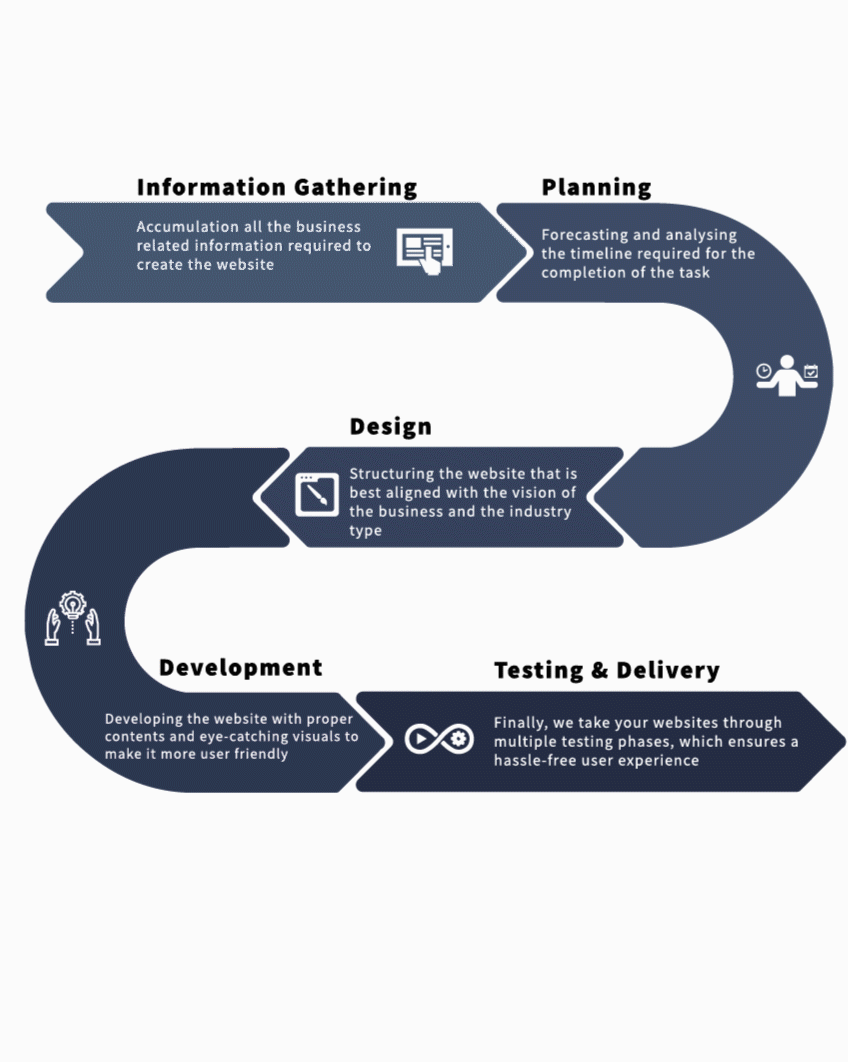 Information Gathering
Accumulation all the business
related information required to
create the website
Planning
Forecasting and analysing
the timeline required for the
completion of the task
Design
Structuring the website that is
best aligned with the vision of
the business and the industry
type
Development
Developing the website with proper
contents and eye-catching visuals to
make it more user friendly
Testing & Delivery
Finally, we take your websites through
multiple testing phases, which ensures a
hassle-free user experience